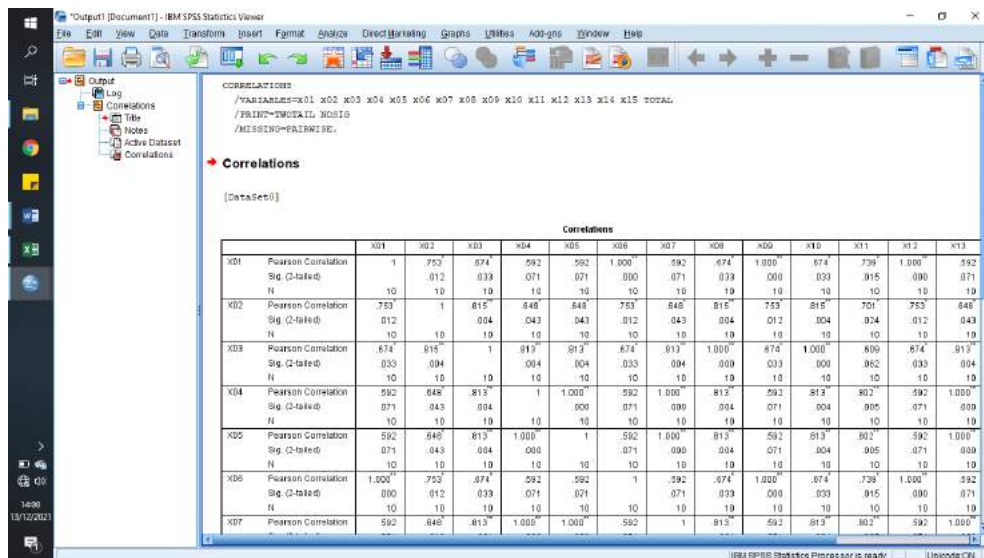 *Output1 [Document1] - IBM SPSS Statistics Viewer
File Edit View Data Transform Insert Format Analyze Direct Marketing Graphs Utilities Add-ons Window Help
Output
Log
Correlations
Title
Notes
Active Dataset
Correlations
CORRELATIONS
/VARIABLES=X01 X02 X03 X04 X05 X06 X07 X08 X09 X10 X11 X12 X13 X14 X15 TOTAL
/PRINT=TWOTAIL NOSIG
/MISSING=PAIRWISE.
Correlations
[DataSet0]
Correlations
X01 X02 X03 X04 X05 X06 X07 X08 X09 X10 X11 X12 X13
X01 Pearson Correlation 1 .753* .674* .592 .592 1.000** .592 .674* 1.000** .674* .739* 1.000** .592
Sig. (2-tailed) .012 .033 .071 .071 .000 .071 .033 .000 .033 .015 .000 .071
N 10 10 10 10 10 10 10 10 10 10 10 10 10
X02 Pearson Correlation .753* 1 .815** .648* .648* .753* .648* .815** .753* .815** .701* .753* .648*
Sig. (2-tailed) .012 .004 .043 .043 .012 .043 .004 .012 .004 .024 .012 .043
N 10 10 10 10 10 10 10 10 10 10 10 10 10
X03 Pearson Correlation .674* .815** 1 .813** .813** .674* .813** 1.000** .674* 1.000** .609 .674* .813**
Sig. (2-tailed) .033 .004 .004 .004 .033 .004 .000 .033 .000 .062 .033 .004
N 10 10 10 10 10 10 10 10 10 10 10 10 10
X04 Pearson Correlation .592 .648* .813** 1 1.000** .592 1.000** .813** .592 .813** .802** .592 1.000**
Sig. (2-tailed) .071 .043 .004 .000 .071 .000 .004 .071 .004 .005 .071 .000
N 10 10 10 10 10 10 10 10 10 10 10 10 10
X05 Pearson Correlation .592 .648* .813** 1.000** 1 .592 1.000** .813** .592 .813** .802** .592 1.000**
Sig. (2-tailed) .071 .043 .004 .000 .071 .000 .004 .071 .004 .005 .071 .000
N 10 10 10 10 10 10 10 10 10 10 10 10 10
X06 Pearson Correlation 1.000** .753* .674* .592 .592 1 .592 .674* 1.000** .674* .739* 1.000** .592
Sig. (2-tailed) .000 .012 .033 .071 .071 .071 .033 .000 .033 .015 .000 .071
N 10 10 10 10 10 10 10 10 10 10 10 10 10
X07 Pearson Correlation .592 .648* .813** 1.000** 1.000** .592 1 .813** .592 .813** .802** .592 1.000**
IBM SPSS Statistics Processor is ready Unicode:ON
14:08
13/12/2021